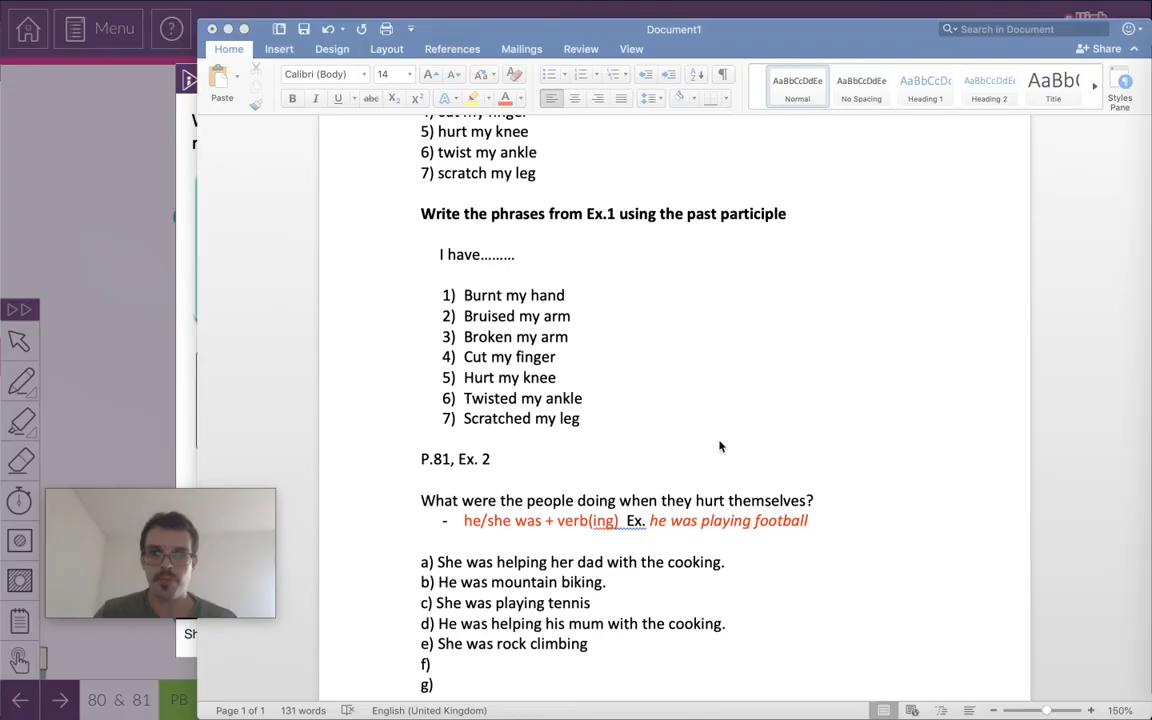 Menu
Document1
Search in Document
Home Insert Design Layout References Mailings Review View
Share
Paste
Calibri (Body) 14
AaBbCcDdEe AaBbCcDdEe AaBbCcDc AaBbCcDdEe AaBb(
Normal No Spacing Heading 1 Heading 2 Title
Styles Pane
5) hurt my knee
6) twist my ankle
7) scratch my leg
Write the phrases from Ex.1 using the past participle
I have.........
1) Burnt my hand
2) Bruised my arm
3) Broken my arm
4) Cut my finger
5) Hurt my knee
6) Twisted my ankle
7) Scratched my leg
P.81, Ex. 2
What were the people doing when they hurt themselves?
- he/she was + verb(ing) Ex. he was playing football
a) She was helping her dad with the cooking.
b) He was mountain biking.
c) She was playing tennis
d) He was helping his mum with the cooking.
e) She was rock climbing
f)
g)
80 & 81 PB
Page 1 of 1 131 words English (United Kingdom) 150%